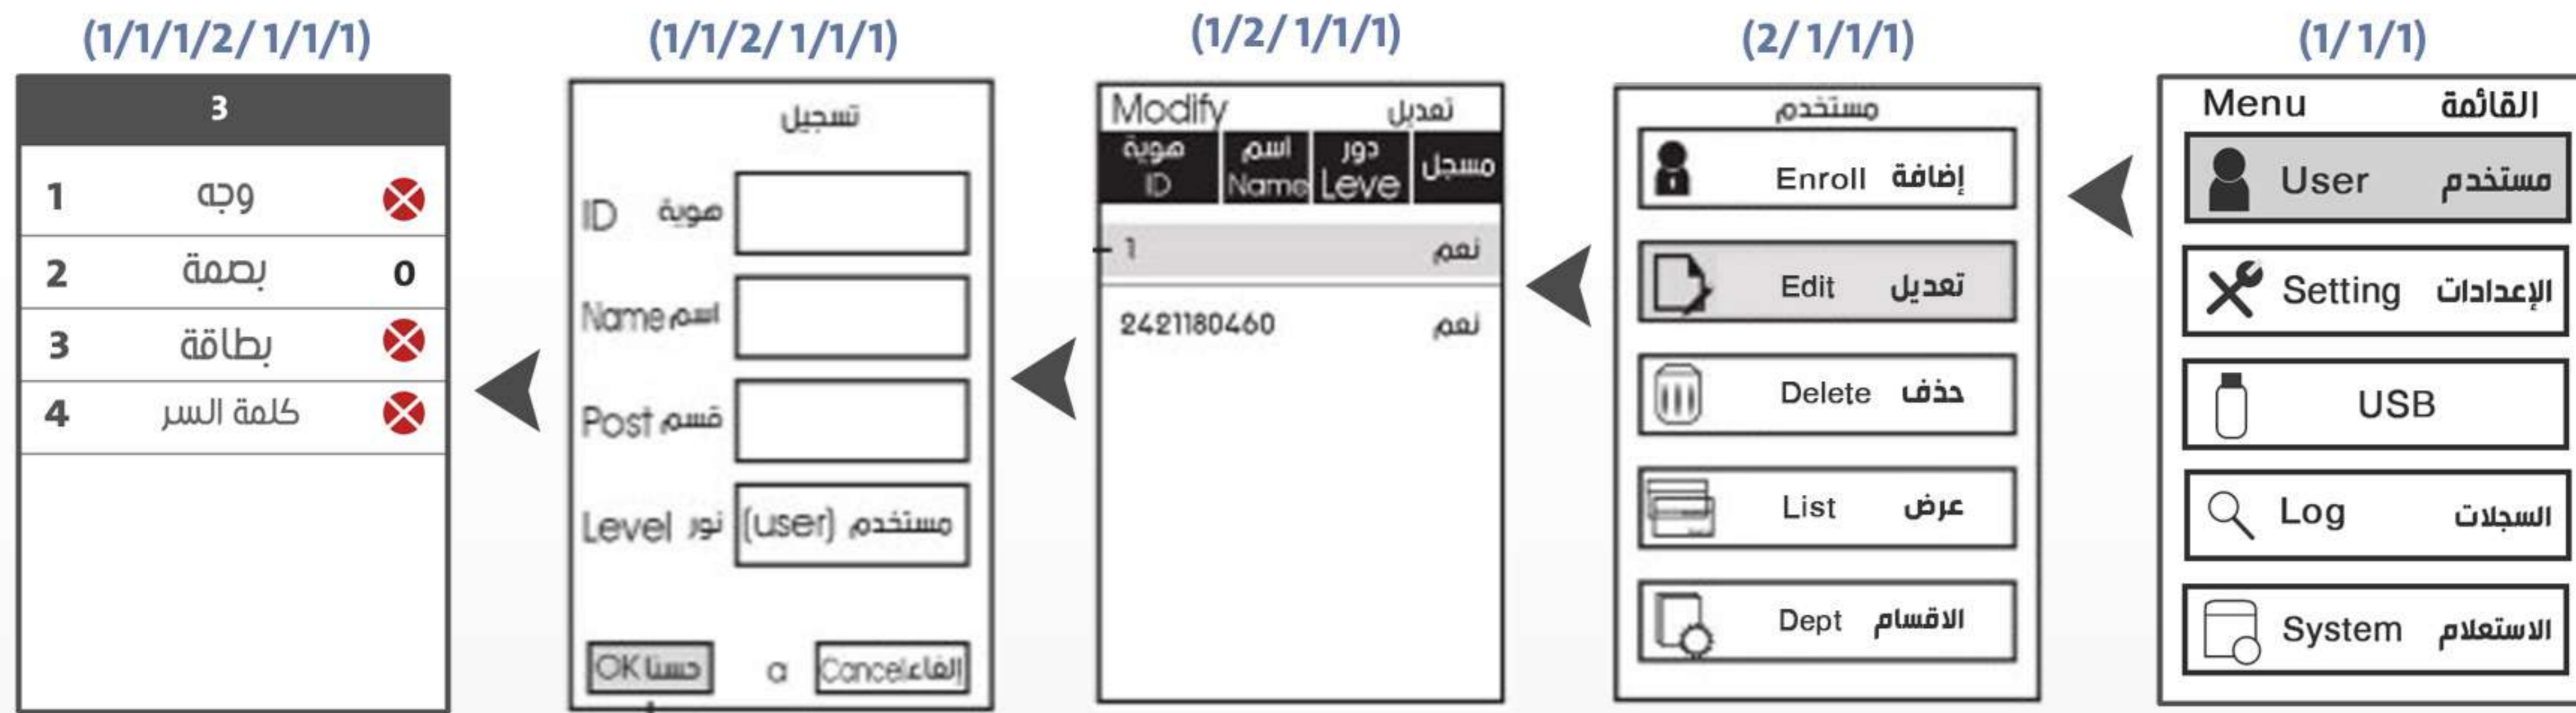 (1/1/1)
Menu القائمة
User مستخدم
Setting الإعدادات
USB
Log السجلات
System الاستعلام
(2/1/1/1)
مستخدم
Enroll إضافة
Edit تعديل
Delete حذف
List عرض
Dept الاقسام
(1/2/1/1/1)
Modify تعديل
هوية اسم دور مسجل
ID Name Leve
1 نعم
2421180460 نعم
(1/1/2/1/1/1)
تسجيل
ID هوية
Name اسم
Post قسم
Level نور مستخدم (user)
OK حسنا a Cancel إلغاء
(1/1/1/2/1/1/1)
3
1 وجه
2 بصمة 0
3 بطاقة
4 كلمة السر